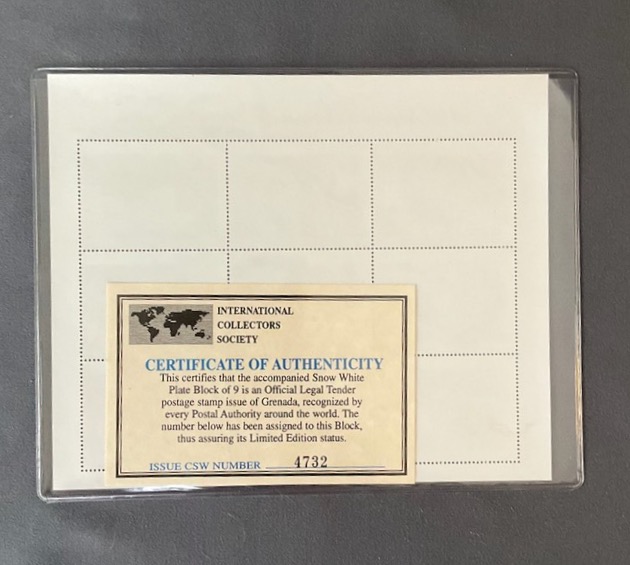 INTERNATIONAL
COLLECTORS
SOCIETY
CERTIFICATE OF AUTHENTICITY
This certifies that the accompanied Snow White
Plate Block of 9 is an Official Legal Tender
postage stamp issue of Grenada, recognized by
every Postal Authority around the world. The
number below has been assigned to this Block,
thus assuring its Limited Edition status.
ISSUE CSW NUMBER 4732